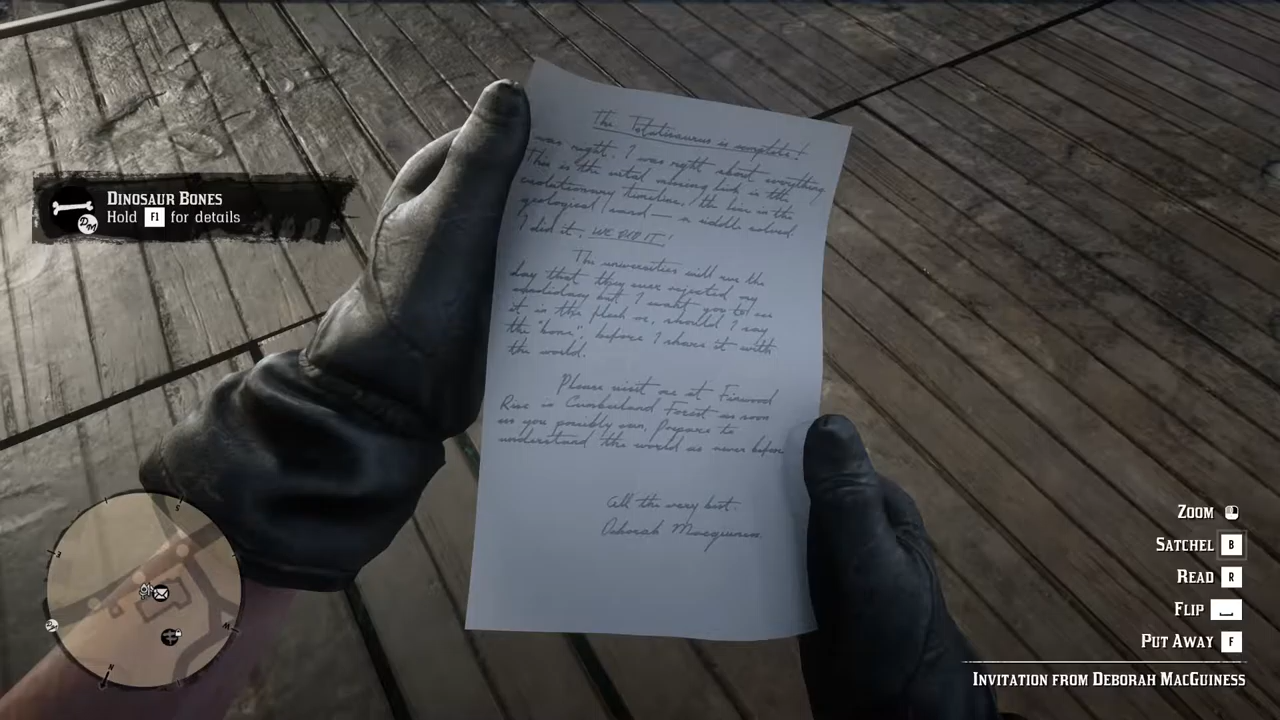 Dinosaur Bones
Hold F1 for details
DM
The Totalisaurus is complete!
I was right. I was right about everything
This is the vital missing link in the
evolutionary timeline, the line in the
geological sand — a riddle solved.
I did it, WE DID IT!
The universities will rue the
day that they ever rejected my
candidacy but I want you to see
it in the flesh or, should I say
the "bone", before I share it with
the world.
Please visit me at Firwood
Rise in Cumberland Forest as soon
as you possibly can. Prepare to
understand the world as never before
All the very best.
Deborah Macguiness.
Zoom
Satchel B
Read R
Flip
Put Away F
Invitation from Deborah MacGuiness
S
N